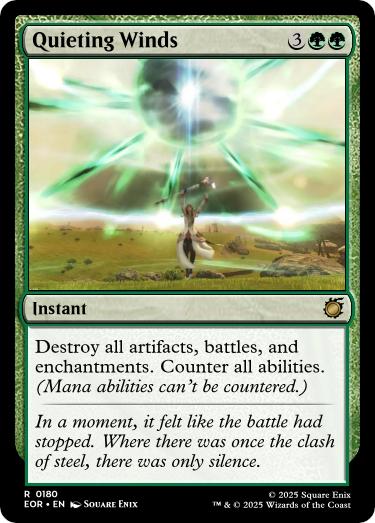 Quieting Winds 3
Instant
Destroy all artifacts, battles, and
enchantments. Counter all abilities.
(Mana abilities can't be countered.)
In a moment, it felt like the battle had
stopped. Where there was once the clash
of steel, there was only silence.
R 0180
EOR • EN SQUARE ENIX
© 2025 Square Enix
™ & © 2025 Wizards of the Coast